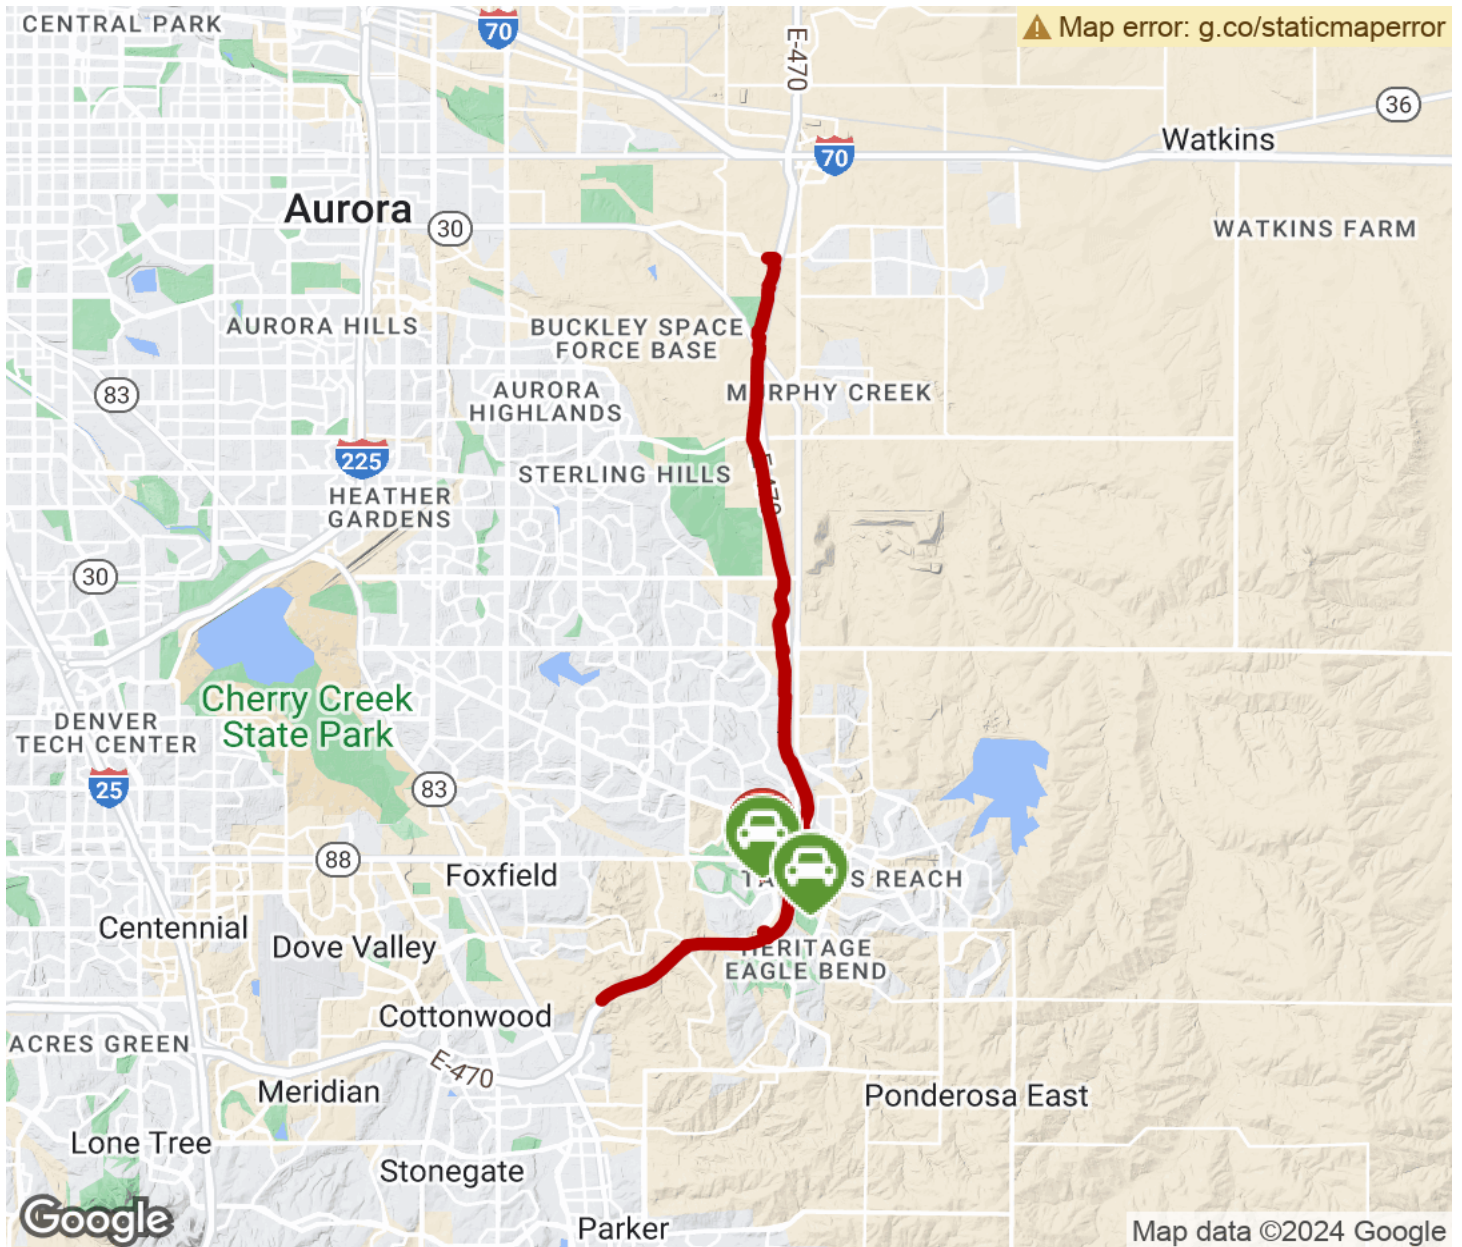 CENTRAL PARK
70
E-470
Map error: g.co/staticmaperror
36
Watkins
70
Aurora
30
WATKINS FARM
AURORA HILLS
BUCKLEY SPACE
FORCE BASE
83
AURORA
HIGHLANDS
MURPHY CREEK
225
STERLING HILLS
E-470
HEATHER
GARDENS
30
Cherry Creek
State Park
DENVER
TECH CENTER
25
83
88
Foxfield
S REACH
Centennial
Dove Valley
HERITAGE
EAGLE BEND
Cottonwood
ACRES GREEN
E-470
Meridian
Ponderosa East
Lone Tree
Stonegate
Google
Parker
Map data ©2024 Google